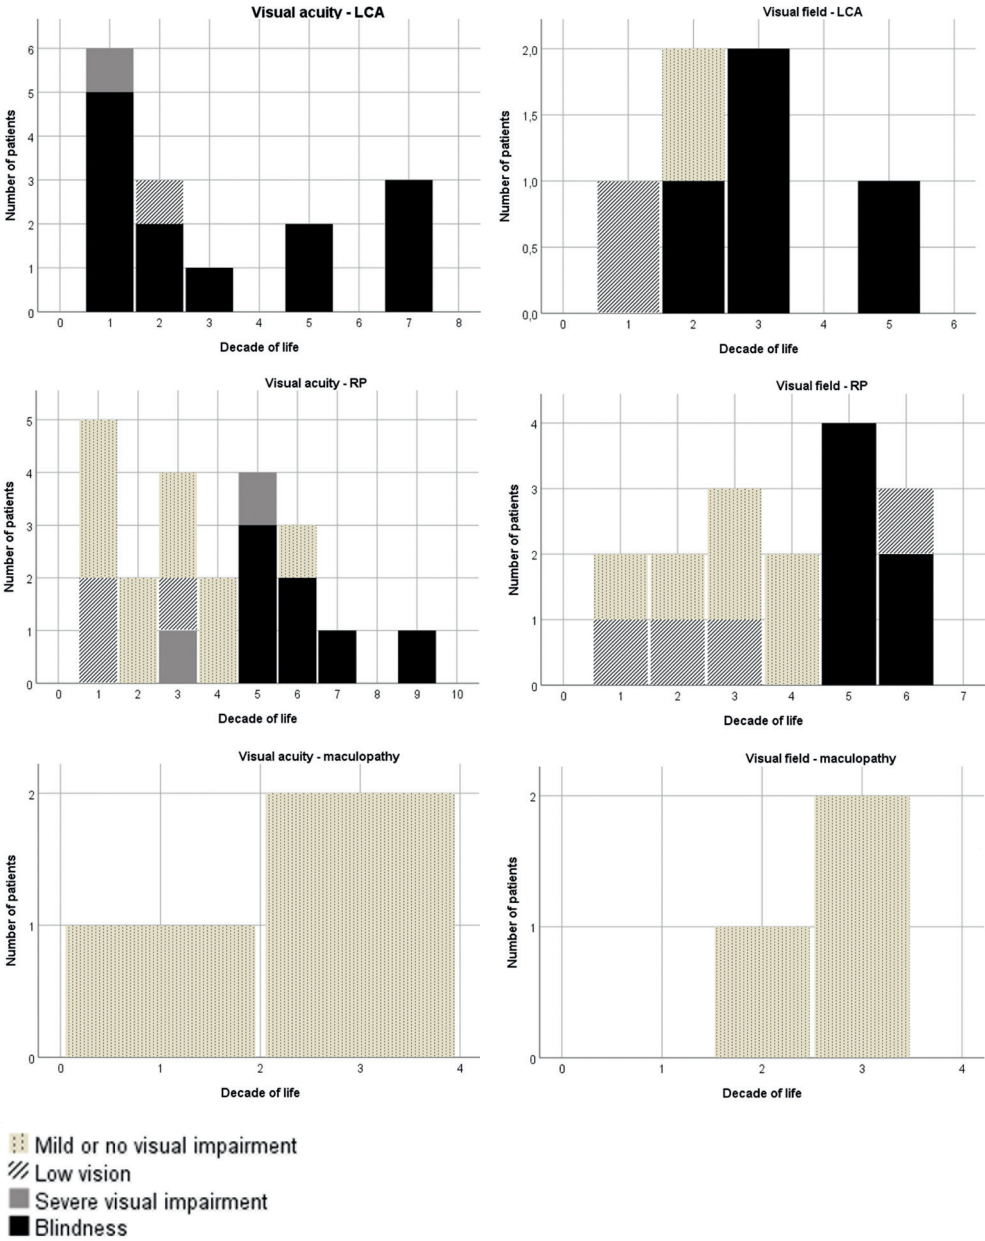 Visual acuity - LCA
Number of patients
6
5
4
3
2
1
0
0 1 2 3 4 5 6 7 8
Decade of life
Visual field - LCA
Number of patients
2,0
1,5
1,0
0,5
0,0
0 1 2 3 4 5 6
Decade of life
Visual acuity - RP
Number of patients
5
4
3
2
1
0
0 1 2 3 4 5 6 7 8 9 10
Decade of life
Visual field - RP
Number of patients
4
3
2
1
0
0 1 2 3 4 5 6 7
Decade of life
Visual acuity - maculopathy
Number of patients
2
1
0
0 1 2 3 4
Decade of life
Visual field - maculopathy
Number of patients
2
1
0
0 1 2 3 4
Decade of life
Mild or no visual impairment
Low vision
Severe visual impairment
Blindness